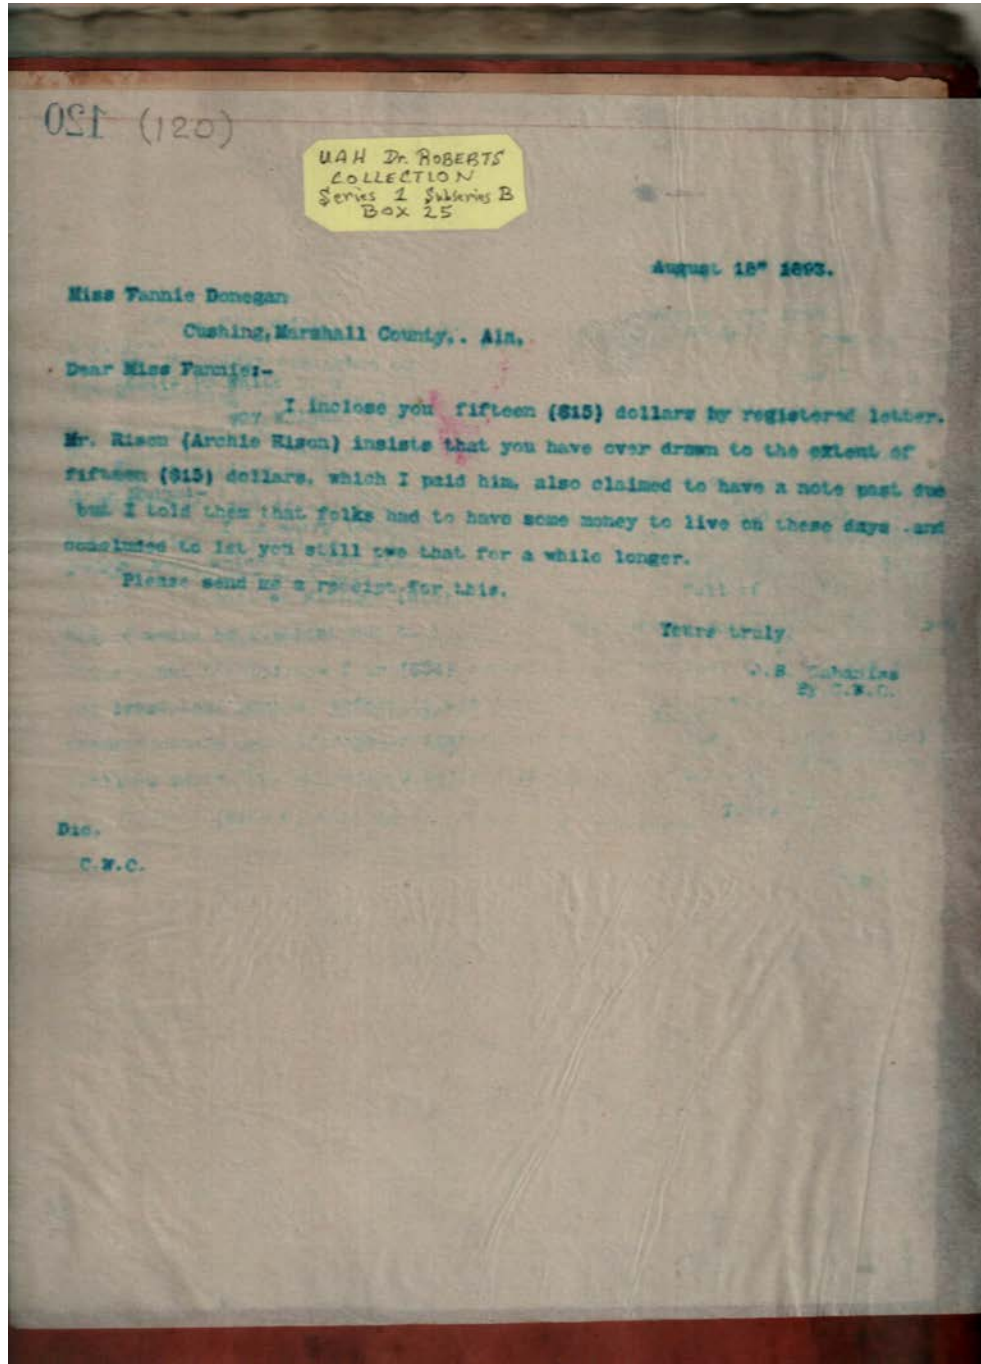 120 (120)
UAH Dr. ROBERTS
COLLECTION
Series 1 Subseries B
BOX 25
August 18" 1893.
Miss Fannie Donegan
Cushing, Marshall County,. Ala,
Dear Miss Fannie:-
I inclose you fifteen ($15) dollars by registered letter.
Mr. Rison (Archie Rison) insists that you have over drawn to the extent of
fifteen ($15) dollars, which I paid him, also claimed to have a note past due
but I told them that folks had to have some money to live on these days .and
concluded to let you still owe that for a while longer.
Please send me a receipt for this.
Yours truly
S. Cabaniss
By C.W.C.
Dic.
C.W.C.